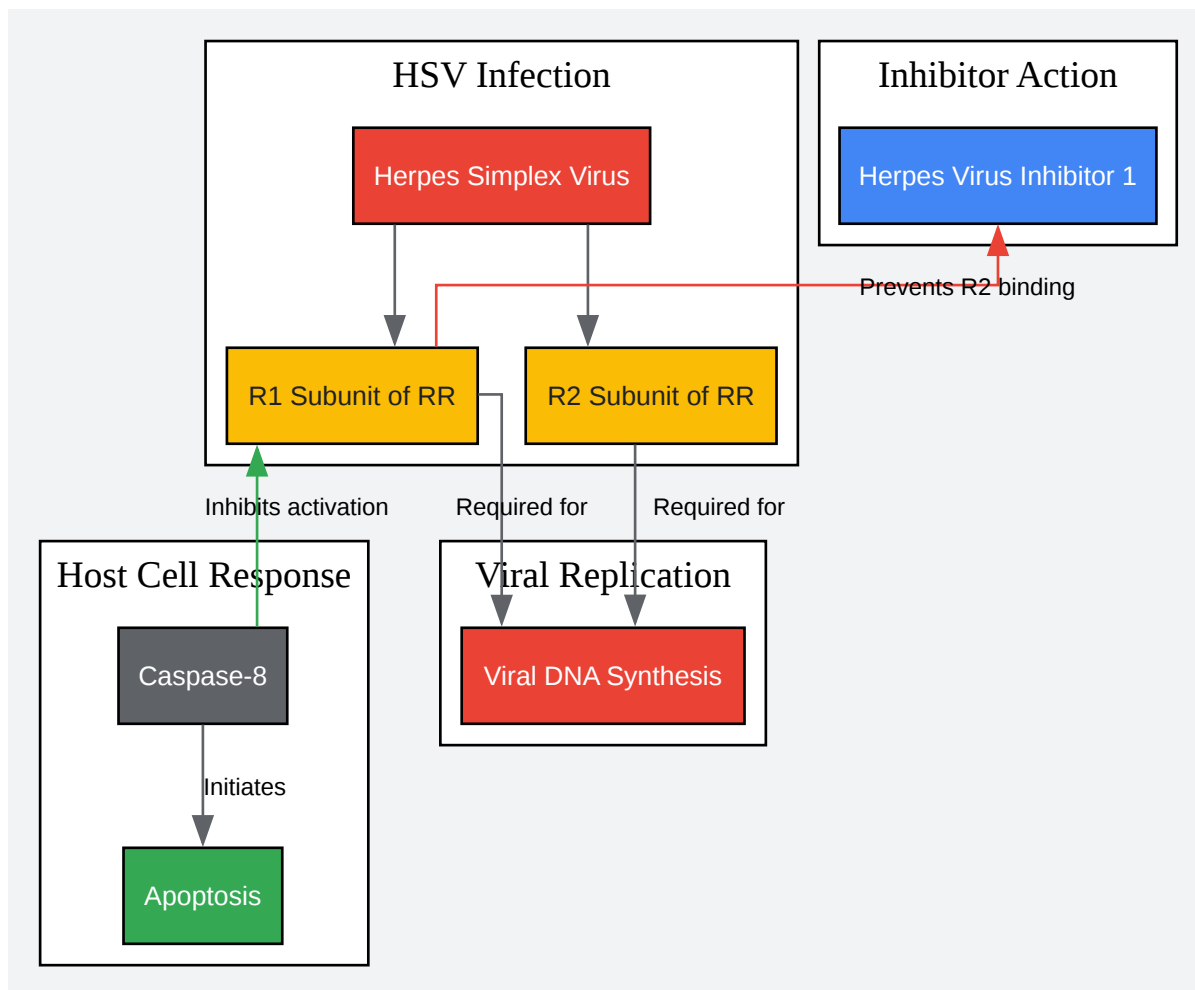 HSV Infection
Inhibitor Action
Herpes Simplex Virus
Herpes Virus Inhibitor 1
Prevents R2 binding
R1 Subunit of RR
R2 Subunit of RR
Inhibits activation
Required for
Required for
Host Cell Response
Viral Replication
Caspase-8
Viral DNA Synthesis
Initiates
Apoptosis